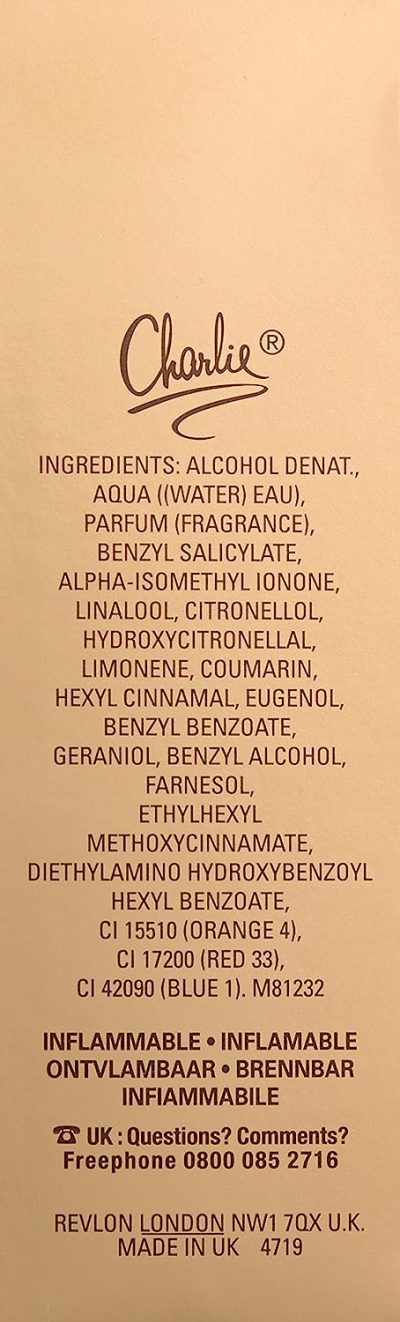 Charlie®
INGREDIENTS: ALCOHOL DENAT.,
AQUA ((WATER) EAU),
PARFUM (FRAGRANCE),
BENZYL SALICYLATE,
ALPHA-ISOMETHYL IONONE,
LINALOOL, CITRONELLOL,
HYDROXYCITRONELLAL,
LIMONENE, COUMARIN,
HEXYL CINNAMAL, EUGENOL,
BENZYL BENZOATE,
GERANIOL, BENZYL ALCOHOL,
FARNESOL,
ETHYLHEXYL
METHOXYCINNAMATE,
DIETHYLAMINO HYDROXYBENZOYL
HEXYL BENZOATE,
CI 15510 (ORANGE 4),
CI 17200 (RED 33),
CI 42090 (BLUE 1). M81232
INFLAMMABLE • INFLAMABLE
ONTVLAMBAAR • BRENNBAR
INFIAMMABILE
☎ UK : Questions? Comments?
Freephone 0800 085 2716
REVLON LONDON NW1 7QX U.K.
MADE IN UK 4719